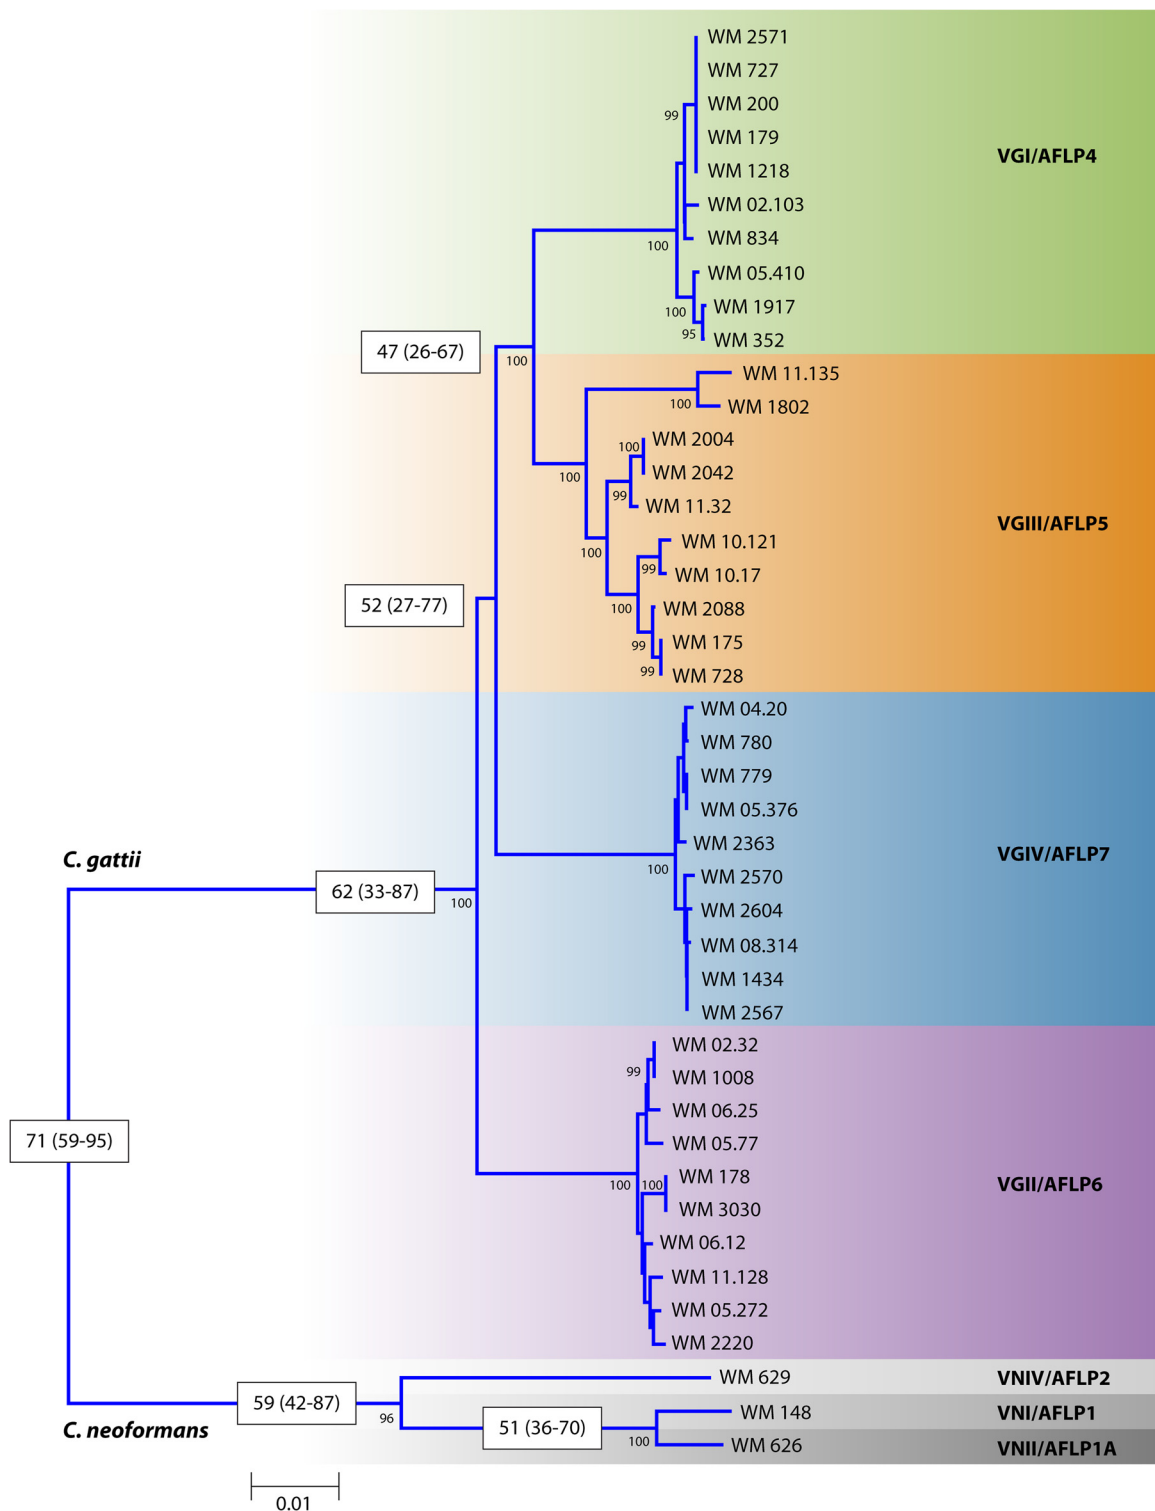 WM 2571
WM 727
WM 200
99
WM 179
VGI/AFLP4
WM 1218
WM 02.103
WM 834
100
WM 05.410
WM 1917
100
95
WM 352
47 (26-67)
100
WM 11.135
100
WM 1802
WM 2004
100
WM 2042
100
99
WM 11.32
VGIII/AFLP5
WM 10.121
100
99
WM 10.17
52 (27-77)
100
WM 2088
WM 175
99
99
WM 728
WM 04.20
WM 780
WM 779
WM 05.376
WM 2363
VGIV/AFLP7
C. gattii
100
WM 2570
62 (33-87)
100
WM 2604
WM 08.314
WM 1434
WM 2567
WM 02.32
99
WM 1008
WM 06.25
71 (59-95)
WM 05.77
WM 178
100
100
VGII/AFLP6
WM 3030
WM 06.12
WM 11.128
WM 05.272
WM 2220
WM 629
VNIV/AFLP2
59 (42-87)
96
WM 148
VNI/AFLP1
C. neoformans
51 (36-70)
100
WM 626
VNII/AFLP1A
0.01